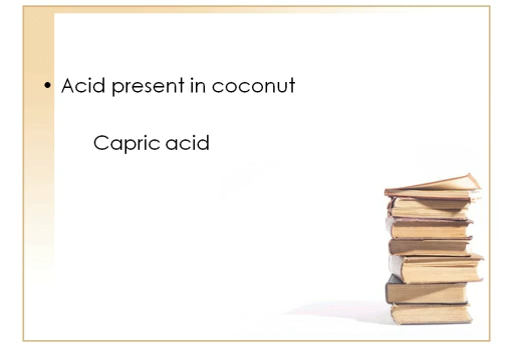 • Acid present in coconut
Capric acid